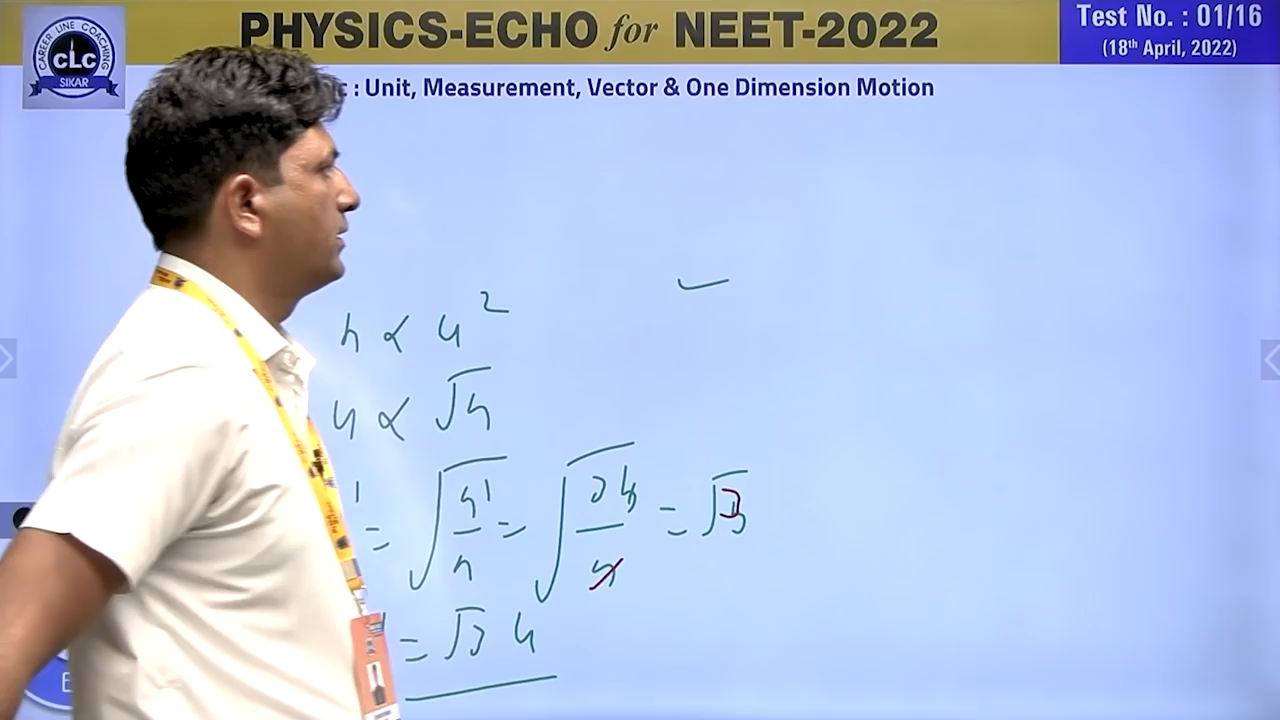 PHYSICS-ECHO for NEET-2022
Test No. : 01/16
(18th April, 2022)
CAREER LINE COACHING
CLC
SIKAR
: Unit, Measurement, Vector & One Dimension Motion
h ∝ u²
u ∝ √h
' = √(h'/h) = √(3h/h) = √3
' = √3 u